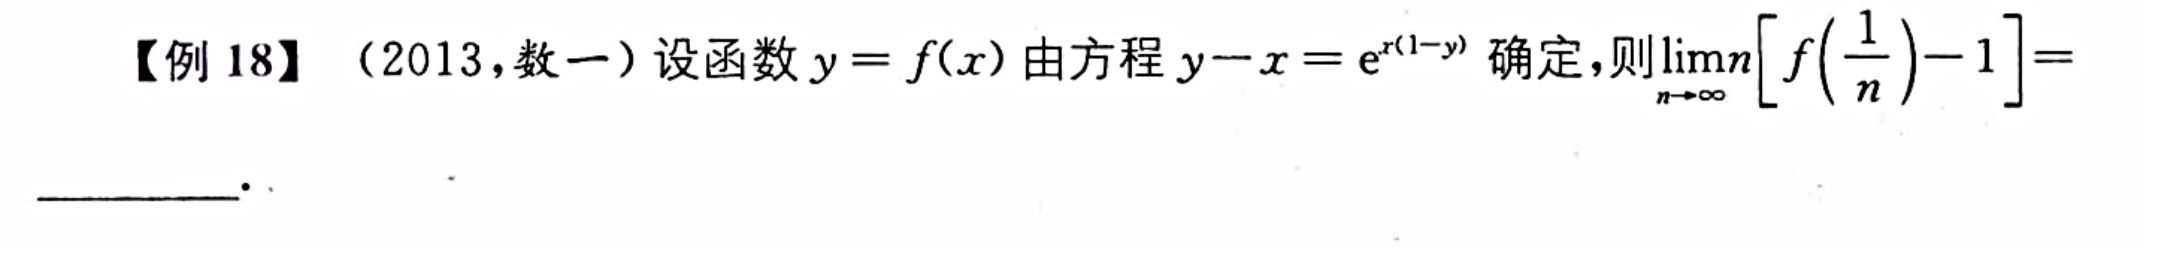 【例 18】 (2013,数一) 设函数 y = f(x) 由方程 y－x = e^{x(1－y)} 确定,则 \lim_{n→∞} n[f(1/n)－1]=
________.